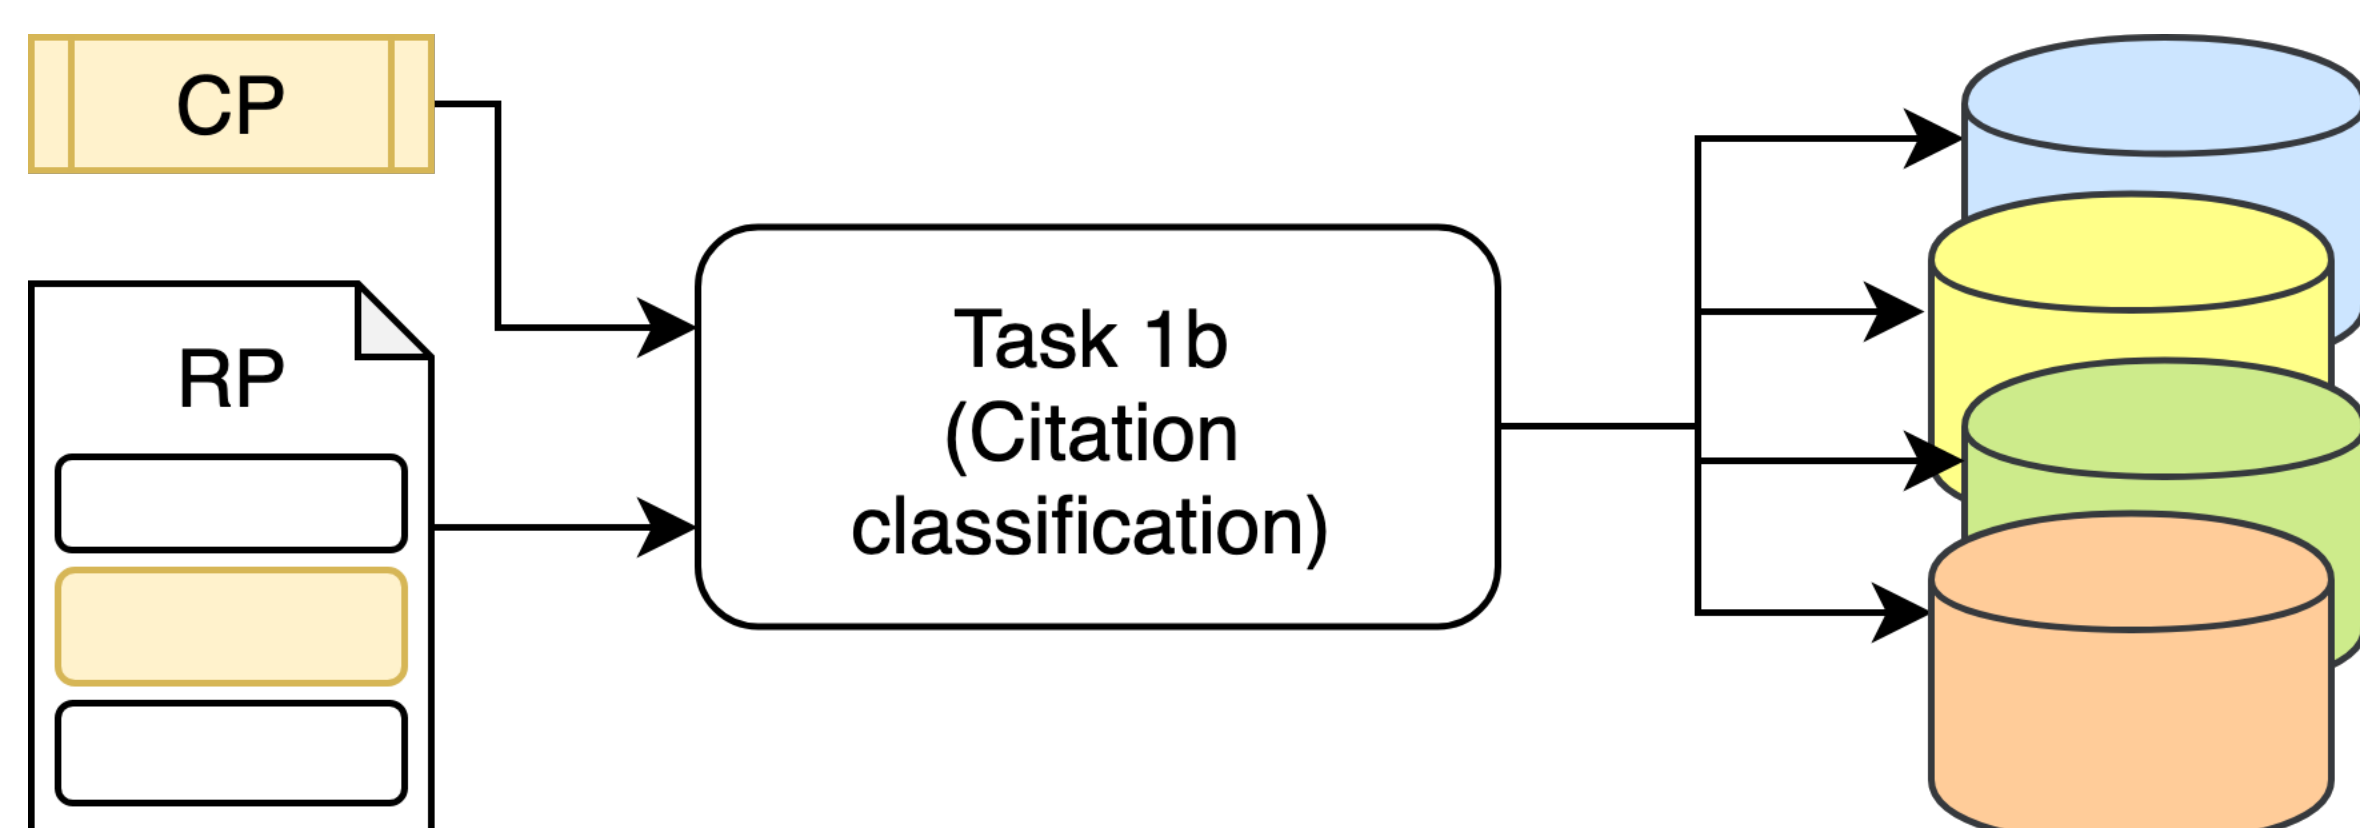 CP
RP
Task 1b
(Citation
classification)